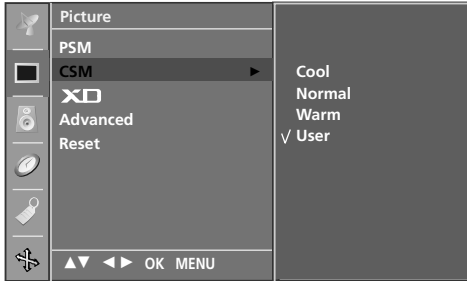 Picture
PSM
CSM ►
XD
Advanced
Reset
▲▼ ◄► OK MENU
Cool
Normal
Warm
√ User